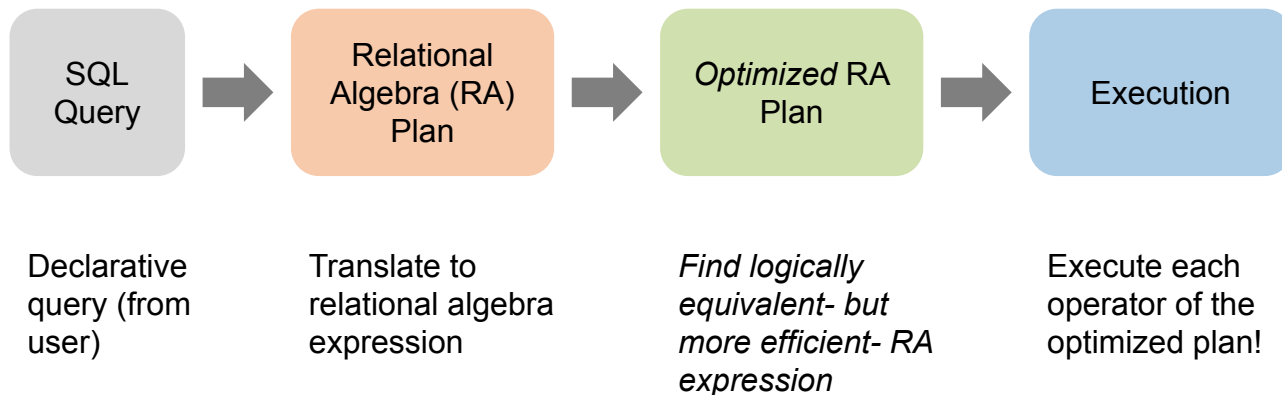 SQL
Query
Relational
Algebra (RA)
Plan
Optimized RA
Plan
Execution
Declarative
query (from
user)
Translate to
relational algebra
expression
Find logically
equivalent- but
more efficient- RA
expression
Execute each
operator of the
optimized plan!